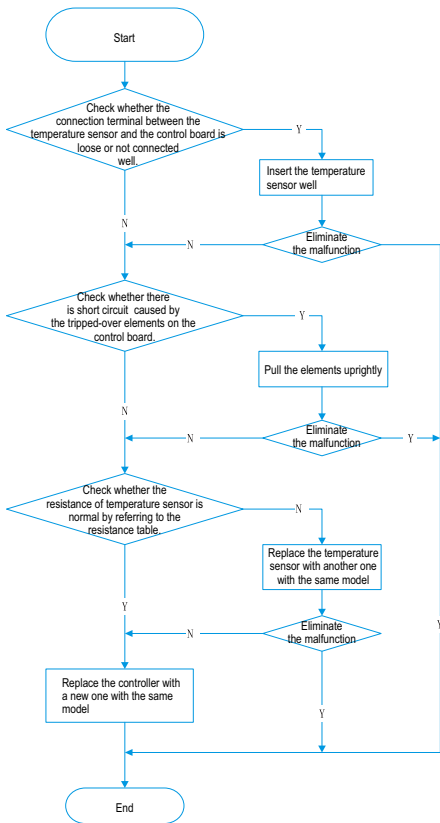 Start
Check whether the
connection terminal between the
temperature sensor and the control board is
loose or not connected
well.
Y
Insert the temperature
sensor well
N
N
Eliminate
the malfunction
Check whether there
is short circuit caused by
the tripped-over elements on the
control board.
Y
Pull the elements uprightly
N
N
Eliminate
the malfunction
Y
Check whether the
resistance of temperature sensor is
normal by referring to the
resistance table.
N
Replace the temperature
sensor with another one
with the same model
Y
N
Eliminate
the malfunction
Y
Replace the controller with
a new one with the same
model
Y
End